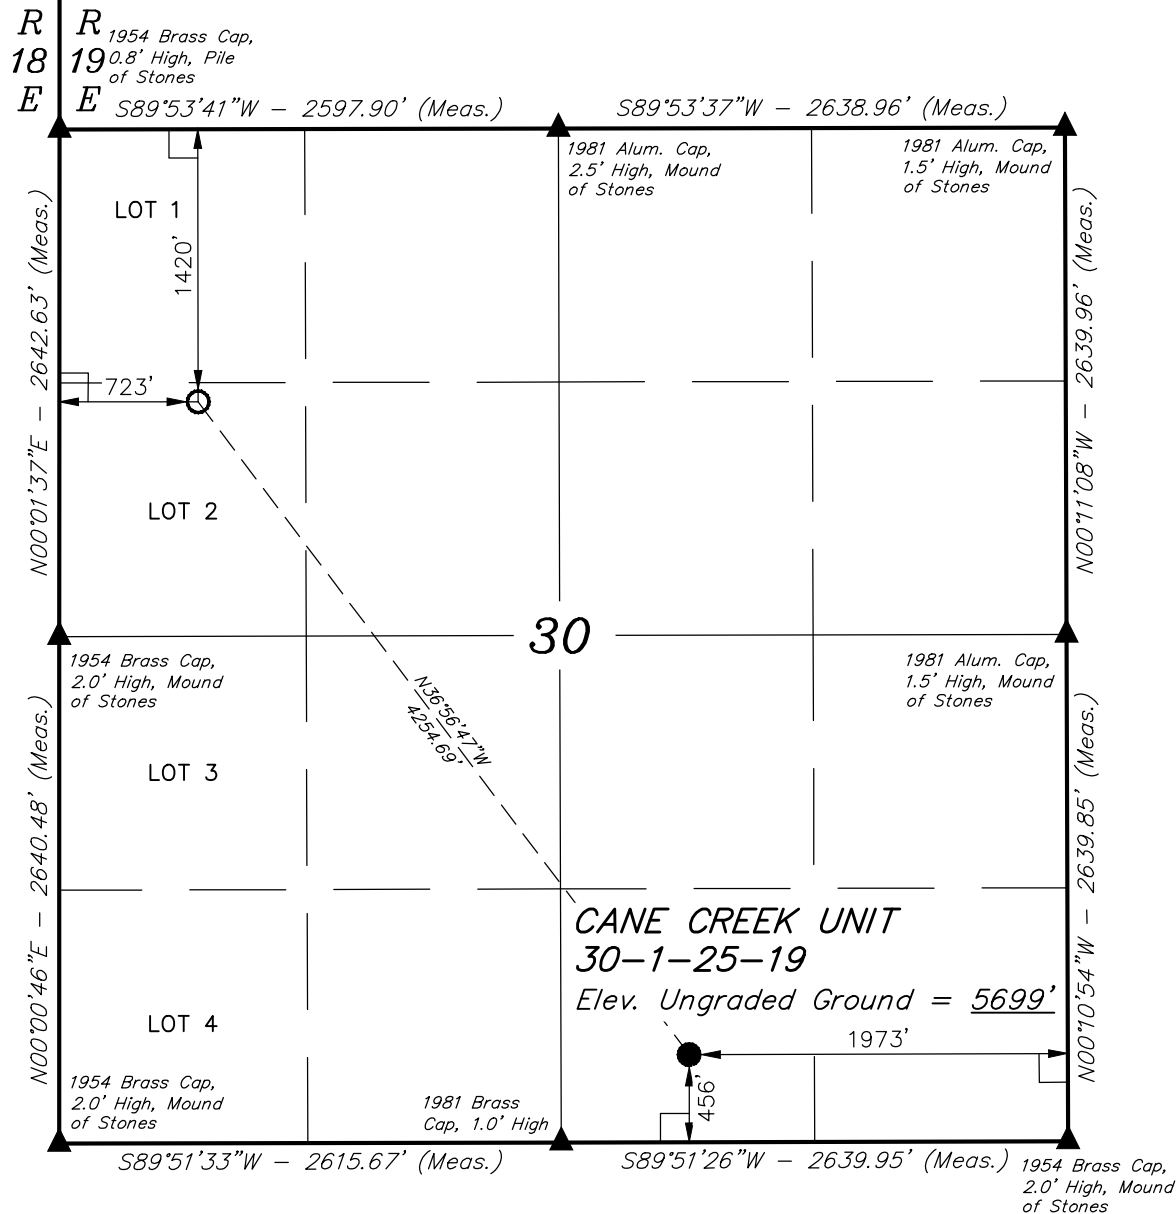 R R
18 19
E E
1954 Brass Cap,
0.8' High, Pile
of Stones
S89°53'41"W - 2597.90' (Meas.)
S89°53'37"W - 2638.96' (Meas.)
1981 Alum. Cap,
2.5' High, Mound
of Stones
1981 Alum. Cap,
1.5' High, Mound
of Stones
LOT 1
1420'
N00°01'37"E - 2642.63' (Meas.)
N00°11'08"W - 2639.96' (Meas.)
723'
LOT 2
30
1954 Brass Cap,
2.0' High, Mound
of Stones
1981 Alum. Cap,
1.5' High, Mound
of Stones
N36°56'47"W
4254.69'
LOT 3
N00°00'46"E - 2640.48' (Meas.)
N00°10'54"W - 2639.85' (Meas.)
CANE CREEK UNIT
30-1-25-19
Elev. Ungraded Ground = 5699'
LOT 4
1973'
456'
1954 Brass Cap,
2.0' High, Mound
of Stones
1981 Brass
Cap, 1.0' High
S89°51'33"W - 2615.67' (Meas.)
S89°51'26"W - 2639.95' (Meas.)
1954 Brass Cap,
2.0' High, Mound
of Stones